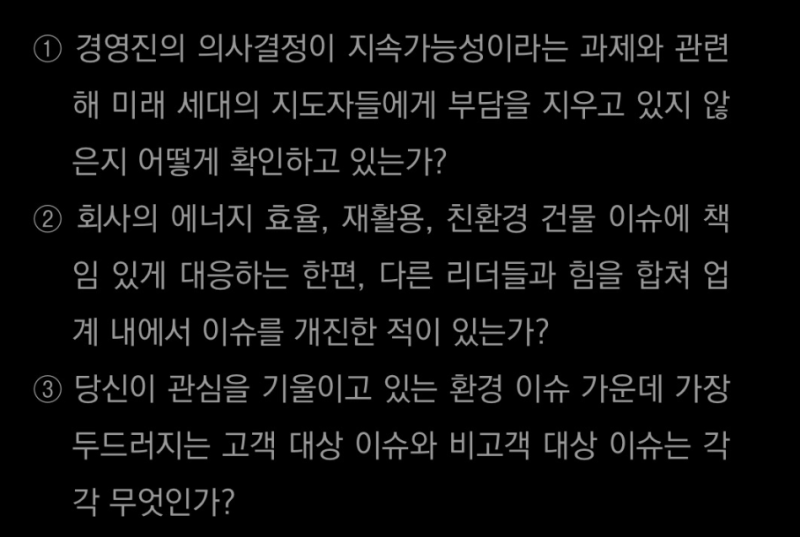 ① 경영진의 의사결정이 지속가능성이라는 과제와 관련
해 미래 세대의 지도자들에게 부담을 지우고 있지 않
은지 어떻게 확인하고 있는가?
② 회사의 에너지 효율, 재활용, 친환경 건물 이슈에 책
임 있게 대응하는 한편, 다른 리더들과 힘을 합쳐 업
계 내에서 이슈를 개진한 적이 있는가?
③ 당신이 관심을 기울이고 있는 환경 이슈 가운데 가장
두드러지는 고객 대상 이슈와 비고객 대상 이슈는 각
각 무엇인가?